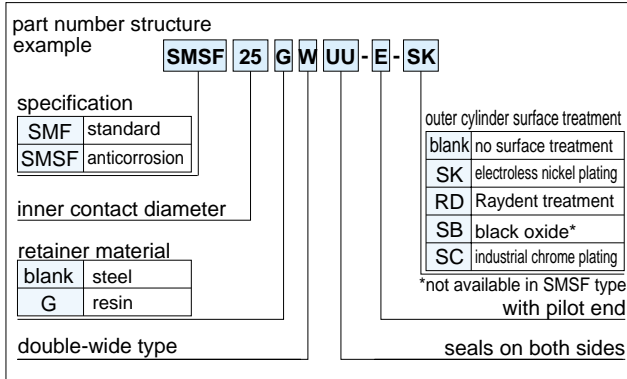 part number structure
example
SMSF 25 G W UU - E - SK
specification
SMF standard
SMSF anticorrosion
inner contact diameter
retainer material
blank steel
G resin
double-wide type
outer cylinder surface treatment
blank no surface treatment
SK electroless nickel plating
RD Raydent treatment
SB black oxide*
SC industrial chrome plating
*not available in SMSF type
with pilot end
seals on both sides